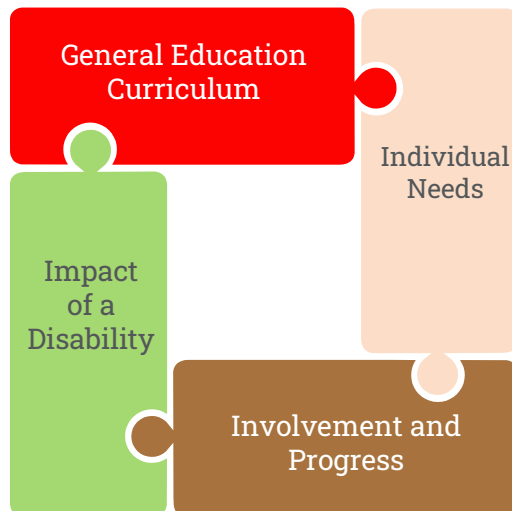 General Education
Curriculum
Individual
Needs
Impact
of a
Disability
Involvement and
Progress